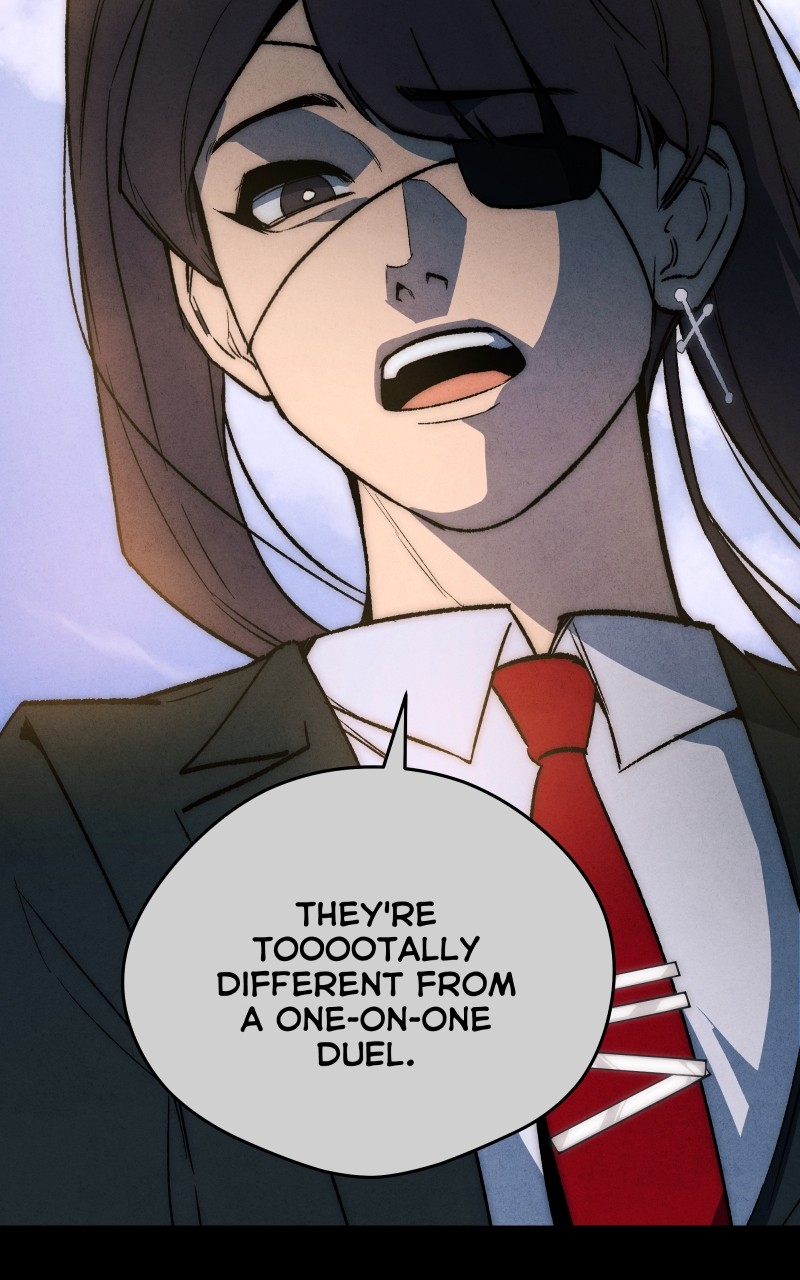 THEY'RE
TOOOOTALLY
DIFFERENT FROM
A ONE-ON-ONE
DUEL.